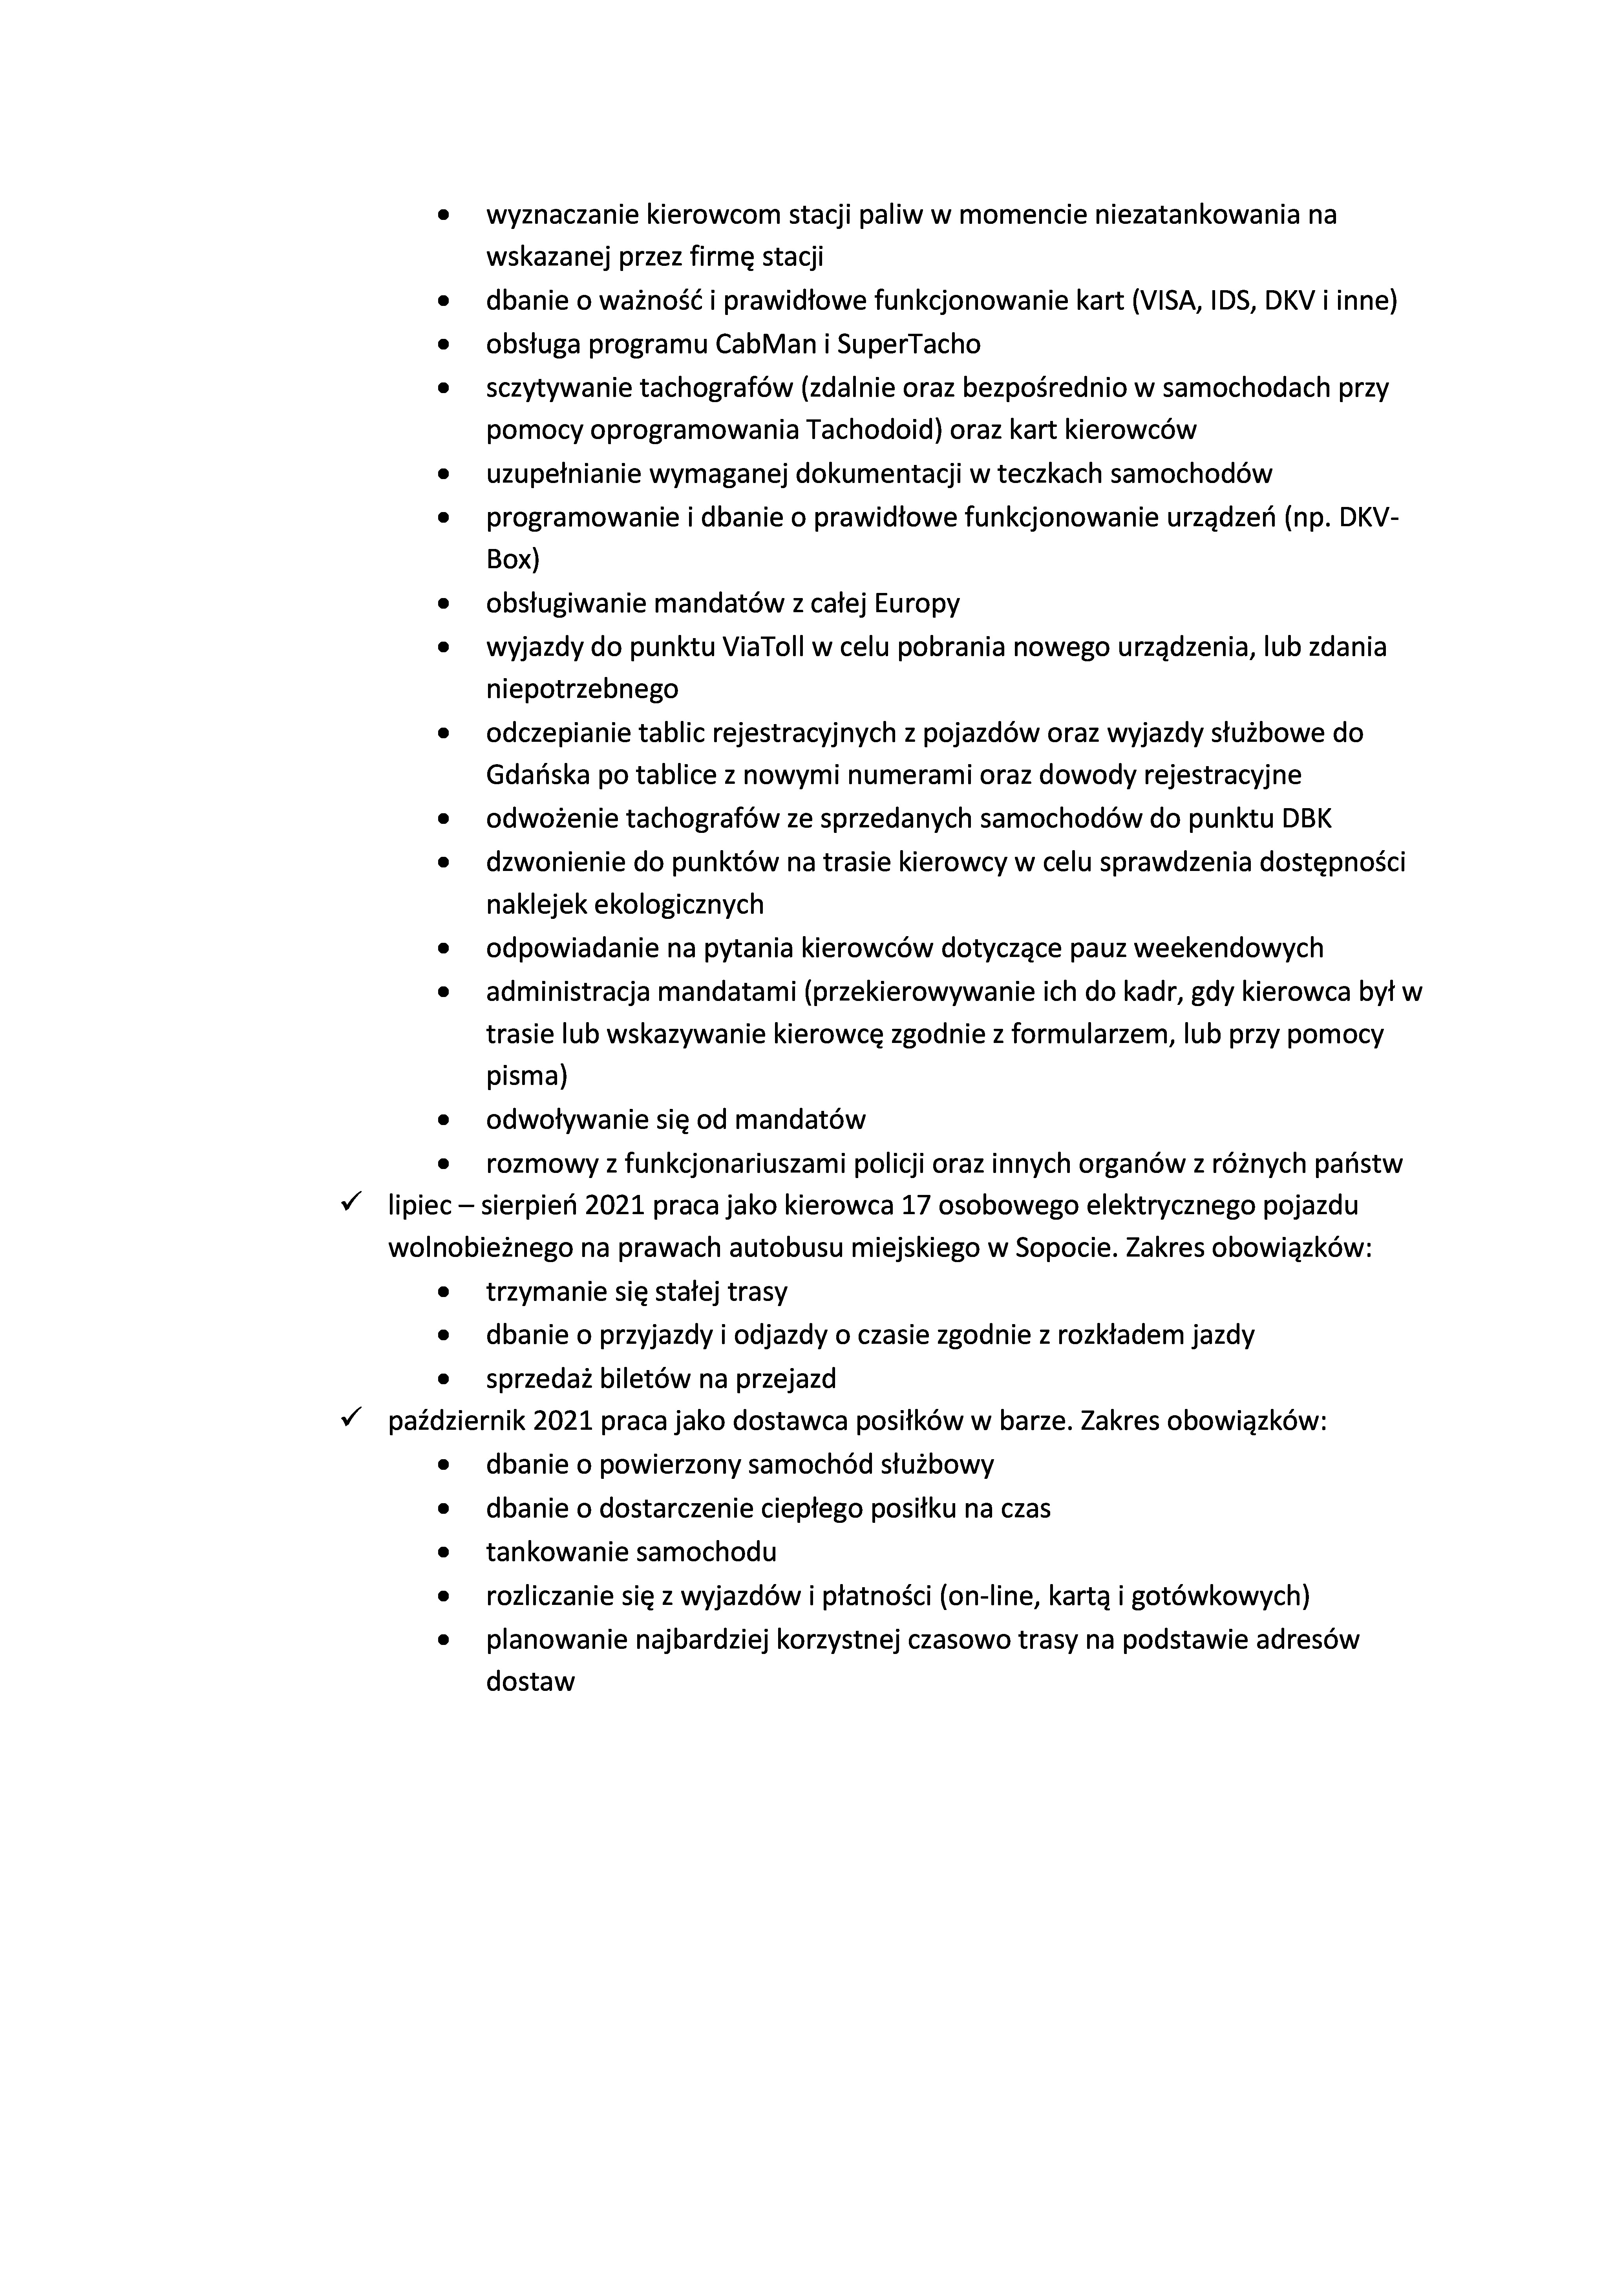 • wyznaczanie kierowcom stacji paliw w momencie niezatankowania na
wskazanej przez firmę stacji
• dbanie o ważność i prawidłowe funkcjonowanie kart (VISA, IDS, DKV i inne)
• obsługa programu CabMan i SuperTacho
• sczytywanie tachografów (zdalnie oraz bezpośrednio w samochodach przy
pomocy oprogramowania Tachodoid) oraz kart kierowców
• uzupełnianie wymaganej dokumentacji w teczkach samochodów
• programowanie i dbanie o prawidłowe funkcjonowanie urządzeń (np. DKV-
Box)
• obsługiwanie mandatów z całej Europy
• wyjazdy do punktu ViaToll w celu pobrania nowego urządzenia, lub zdania
niepotrzebnego
• odczepianie tablic rejestracyjnych z pojazdów oraz wyjazdy służbowe do
Gdańska po tablice z nowymi numerami oraz dowody rejestracyjne
• odwożenie tachografów ze sprzedanych samochodów do punktu DBK
• dzwonienie do punktów na trasie kierowcy w celu sprawdzenia dostępności
naklejek ekologicznych
• odpowiadanie na pytania kierowców dotyczące pauz weekendowych
• administracja mandatami (przekierowywanie ich do kadr, gdy kierowca był w
trasie lub wskazywanie kierowcę zgodnie z formularzem, lub przy pomocy
pisma)
• odwoływanie się od mandatów
• rozmowy z funkcjonariuszami policji oraz innych organów z różnych państw
✓ lipiec – sierpień 2021 praca jako kierowca 17 osobowego elektrycznego pojazdu
wolnobieżnego na prawach autobusu miejskiego w Sopocie. Zakres obowiązków:
• trzymanie się stałej trasy
• dbanie o przyjazdy i odjazdy o czasie zgodnie z rozkładem jazdy
• sprzedaż biletów na przejazd
✓ październik 2021 praca jako dostawca posiłków w barze. Zakres obowiązków:
• dbanie o powierzony samochód służbowy
• dbanie o dostarczenie ciepłego posiłku na czas
• tankowanie samochodu
• rozliczanie się z wyjazdów i płatności (on-line, kartą i gotówkowych)
• planowanie najbardziej korzystnej czasowo trasy na podstawie adresów
dostaw